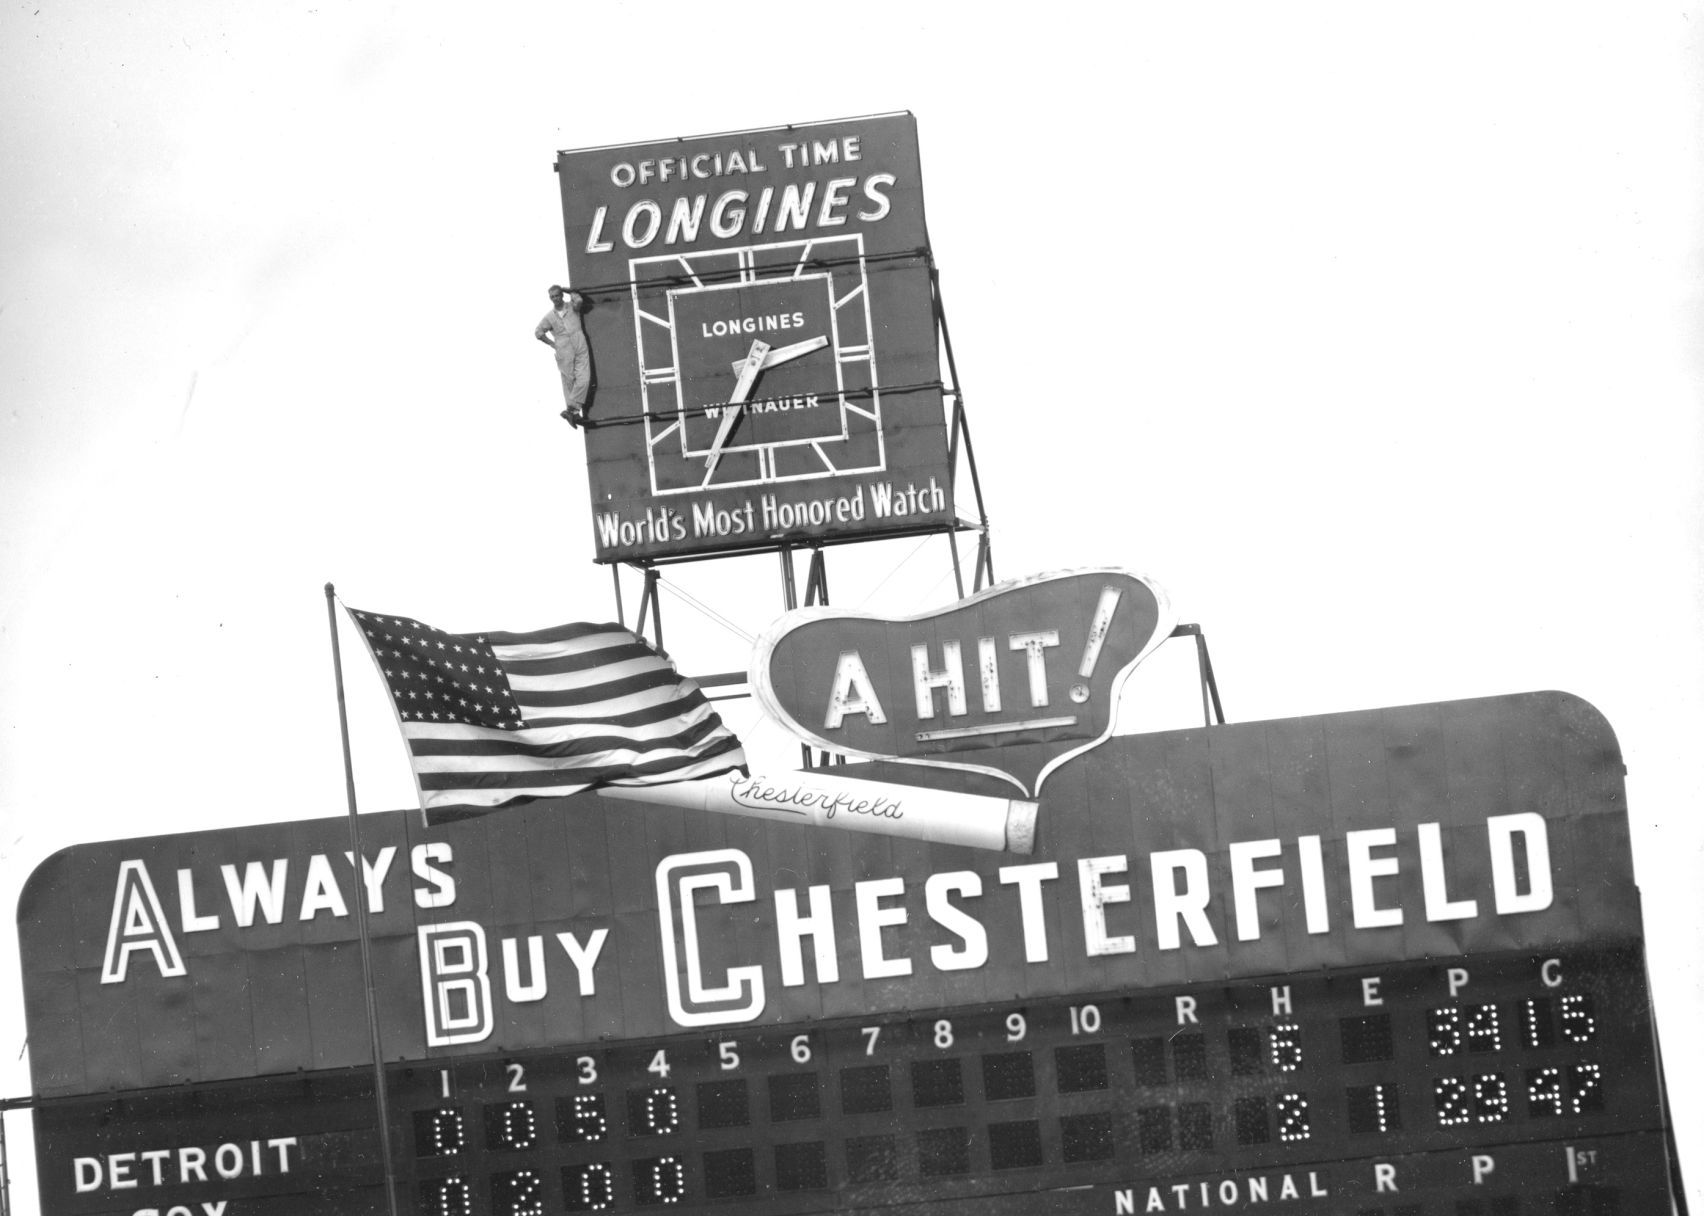 OFFICIAL TIME
LONGINES
LONGINES
WITTNAUER
World's Most Honored Watch
A HIT!
Chesterfield
ALWAYS
BUY CHESTERFIELD
1 2 3 4 5 6 7 8 9 10 R H E P C
DETROIT 0 0 5 0 6 34 15
SOX 0 2 0 0 2 1 29 47
NATIONAL R P 1ST